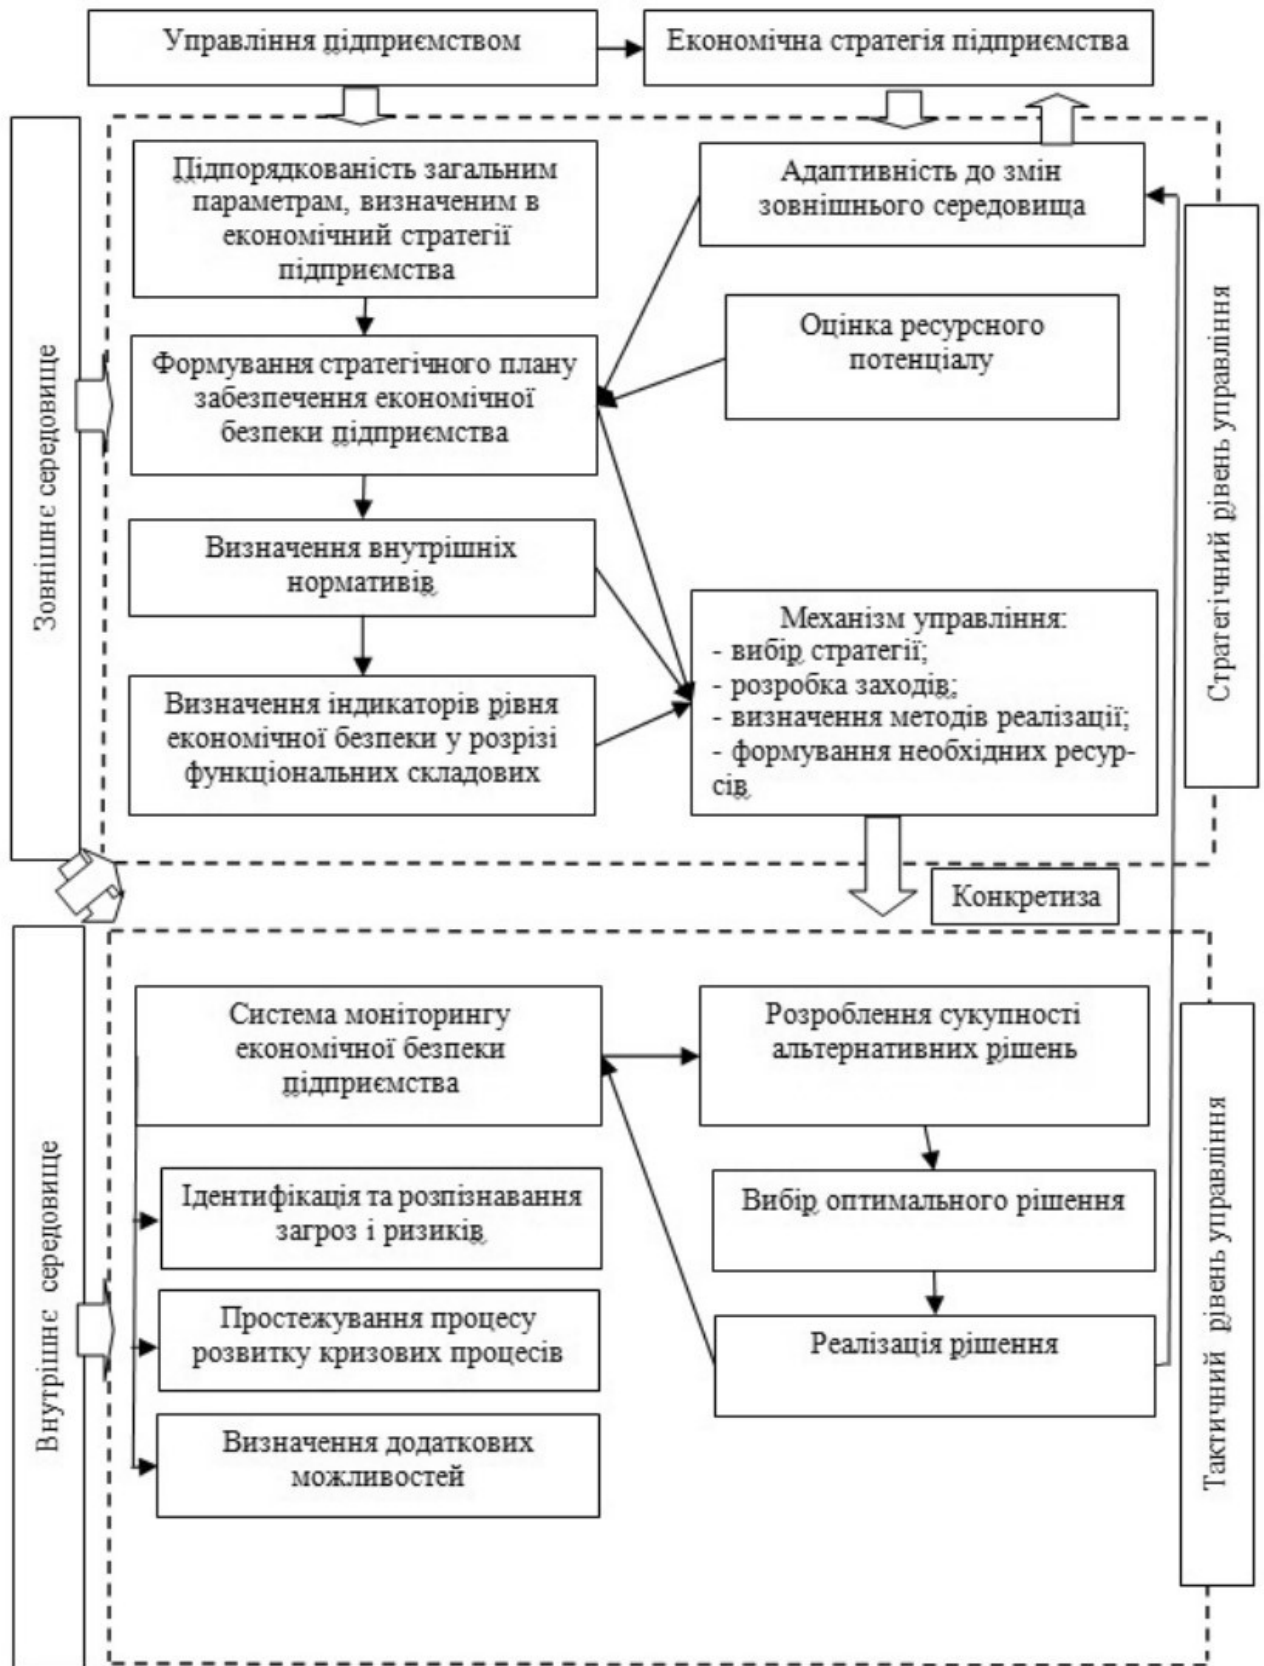 Управління підприємством
Економічна стратегія підприємства
Зовнішнє середовище
Підпорядкованість загальним
параметрам, визначеним в
економічний стратегії
підприємства
Адаптивність до змін
зовнішнього середовища
Стратегічний рівень управління
Оцінка ресурсного
потенціалу
Формування стратегічного плану
забезпечення економічної
безпеки підприємства
Визначення внутрішніх
нормативів
Механізм управління:
- вибір стратегії;
- розробка заходів;
- визначення методів реалізації;
- формування необхідних ресур-
сів
Визначення індикаторів рівня
економічної безпеки у розрізі
функціональних складових
Конкретиза
Внутрішнє середовище
Система моніторингу
економічної безпеки
підприємства
Розроблення сукупності
альтернативних рішень
Тактичний рівень управління
Ідентифікація та розпізнавання
загроз і ризиків
Вибір оптимального рішення
Простежування процесу
розвитку кризових процесів
Реалізація рішення
Визначення додаткових
можливостей